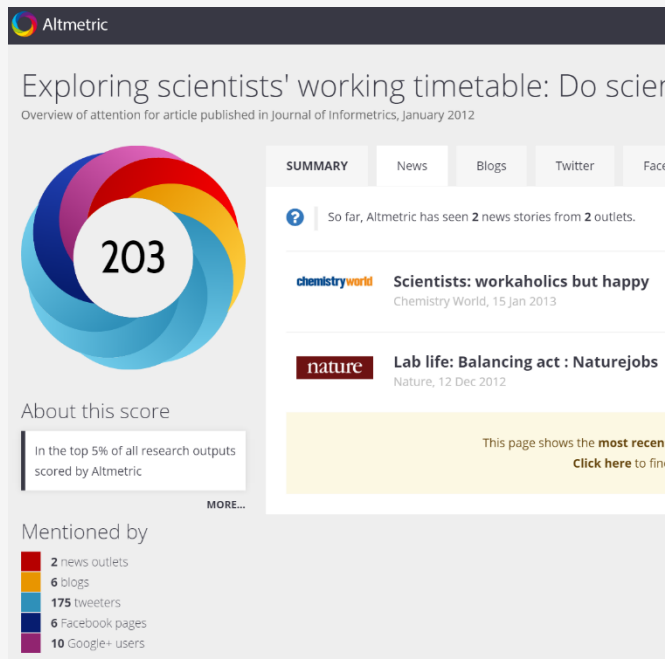 Altmetric
Exploring scientists' working timetable: Do scien
Overview of attention for article published in Journal of Informetrics, January 2012
203
SUMMARY News Blogs Twitter Face
? So far, Altmetric has seen 2 news stories from 2 outlets.
chemistryworld Scientists: workaholics but happy
Chemistry World, 15 Jan 2013
nature Lab life: Balancing act : Naturejobs
Nature, 12 Dec 2012
This page shows the most recen
Click here to fin
About this score
In the top 5% of all research outputs
scored by Altmetric
MORE...
Mentioned by
2 news outlets
6 blogs
175 tweeters
6 Facebook pages
10 Google+ users